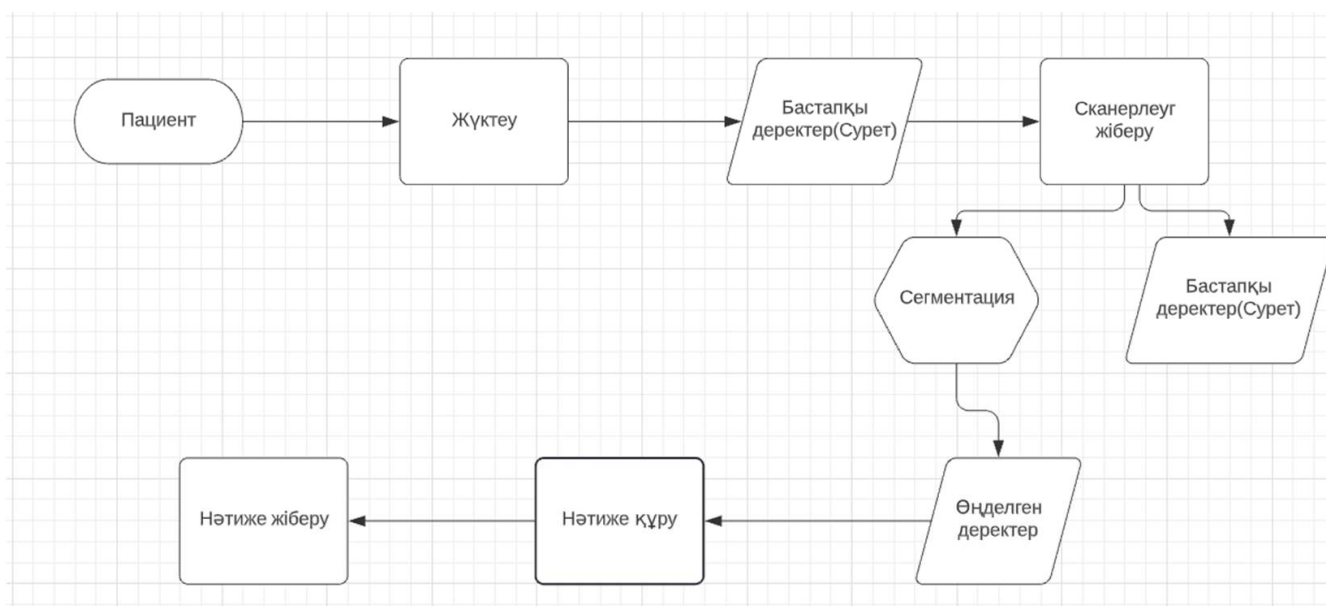 Пациент
Жүктеу
Бастапқы
деректер(Сурет)
Сканерлеуг
жіберу
Сегментация
Бастапқы
деректер(Сурет)
Өңделген
деректер
Нәтиже құру
Нәтиже жіберу